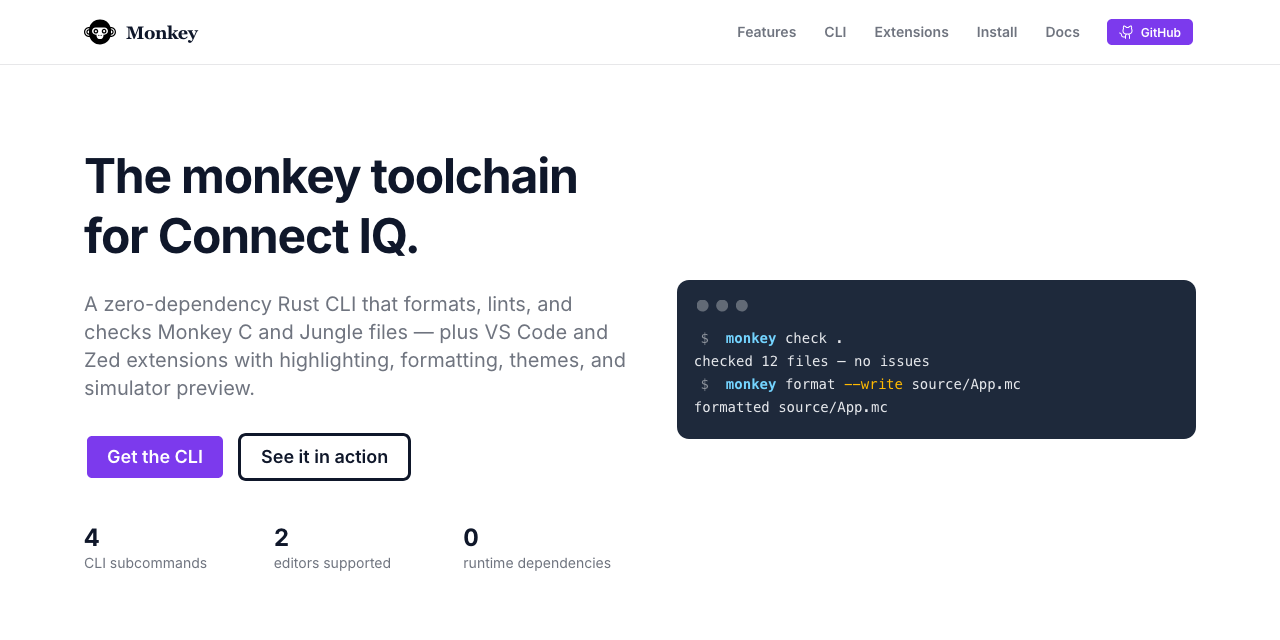 Monkey
Features CLI Extensions Install Docs GitHub
The monkey toolchain
for Connect IQ.
A zero-dependency Rust CLI that formats, lints, and
checks Monkey C and Jungle files — plus VS Code and
Zed extensions with highlighting, formatting, themes, and
simulator preview.
Get the CLI See it in action
4
CLI subcommands
2
editors supported
0
runtime dependencies
$ monkey check .
checked 12 files — no issues
$ monkey format --write source/App.mc
formatted source/App.mc